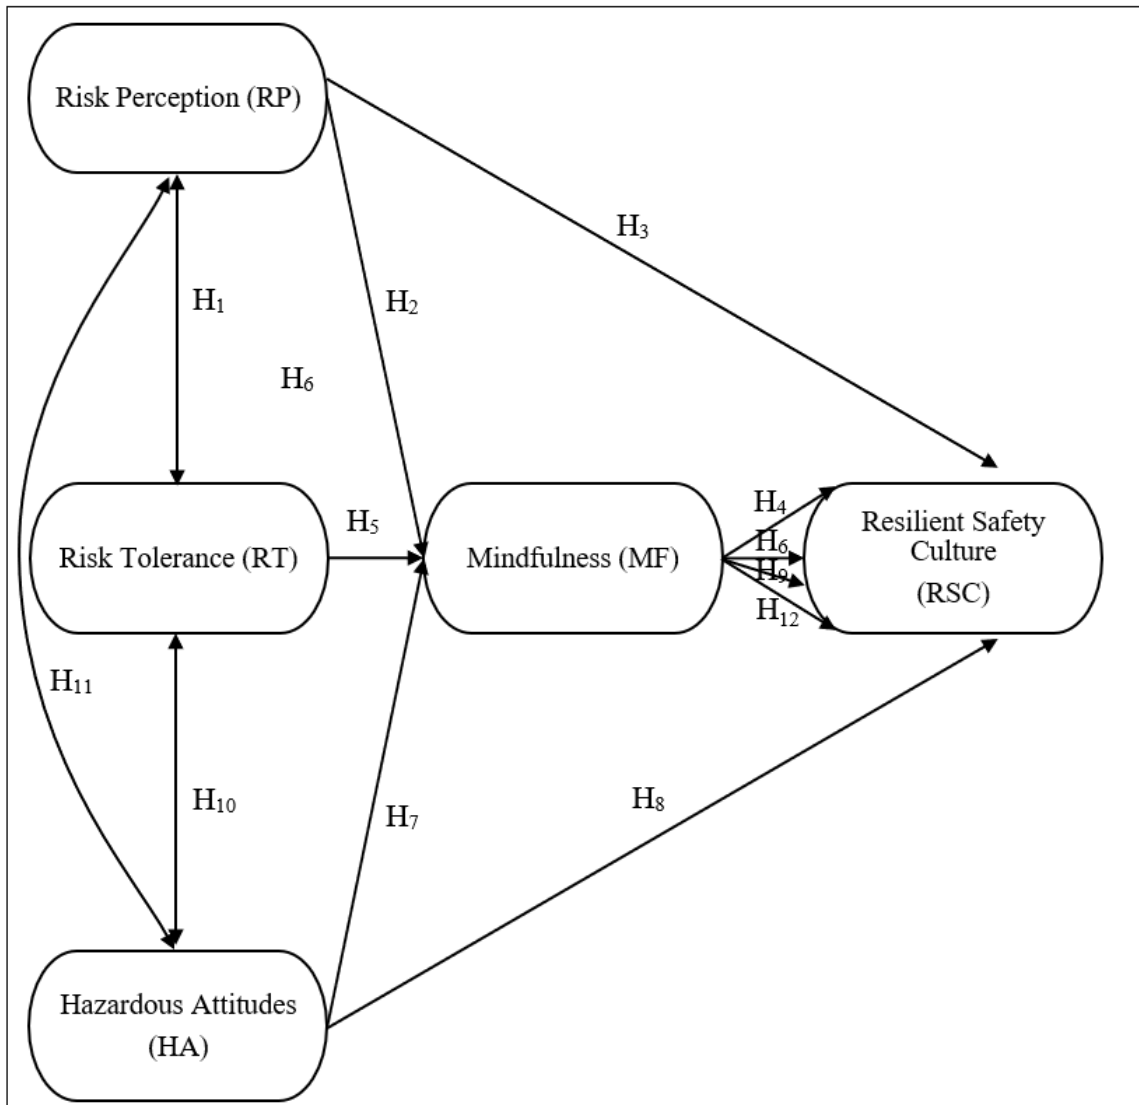 Risk Perception (RP)
H3
H1
H2
H6
H4
H5
Resilient Safety
Culture
(RSC)
H6
Risk Tolerance (RT)
Mindfulness (MF)
H9
H12
H11
H10
H8
H7
Hazardous Attitudes
(HA)